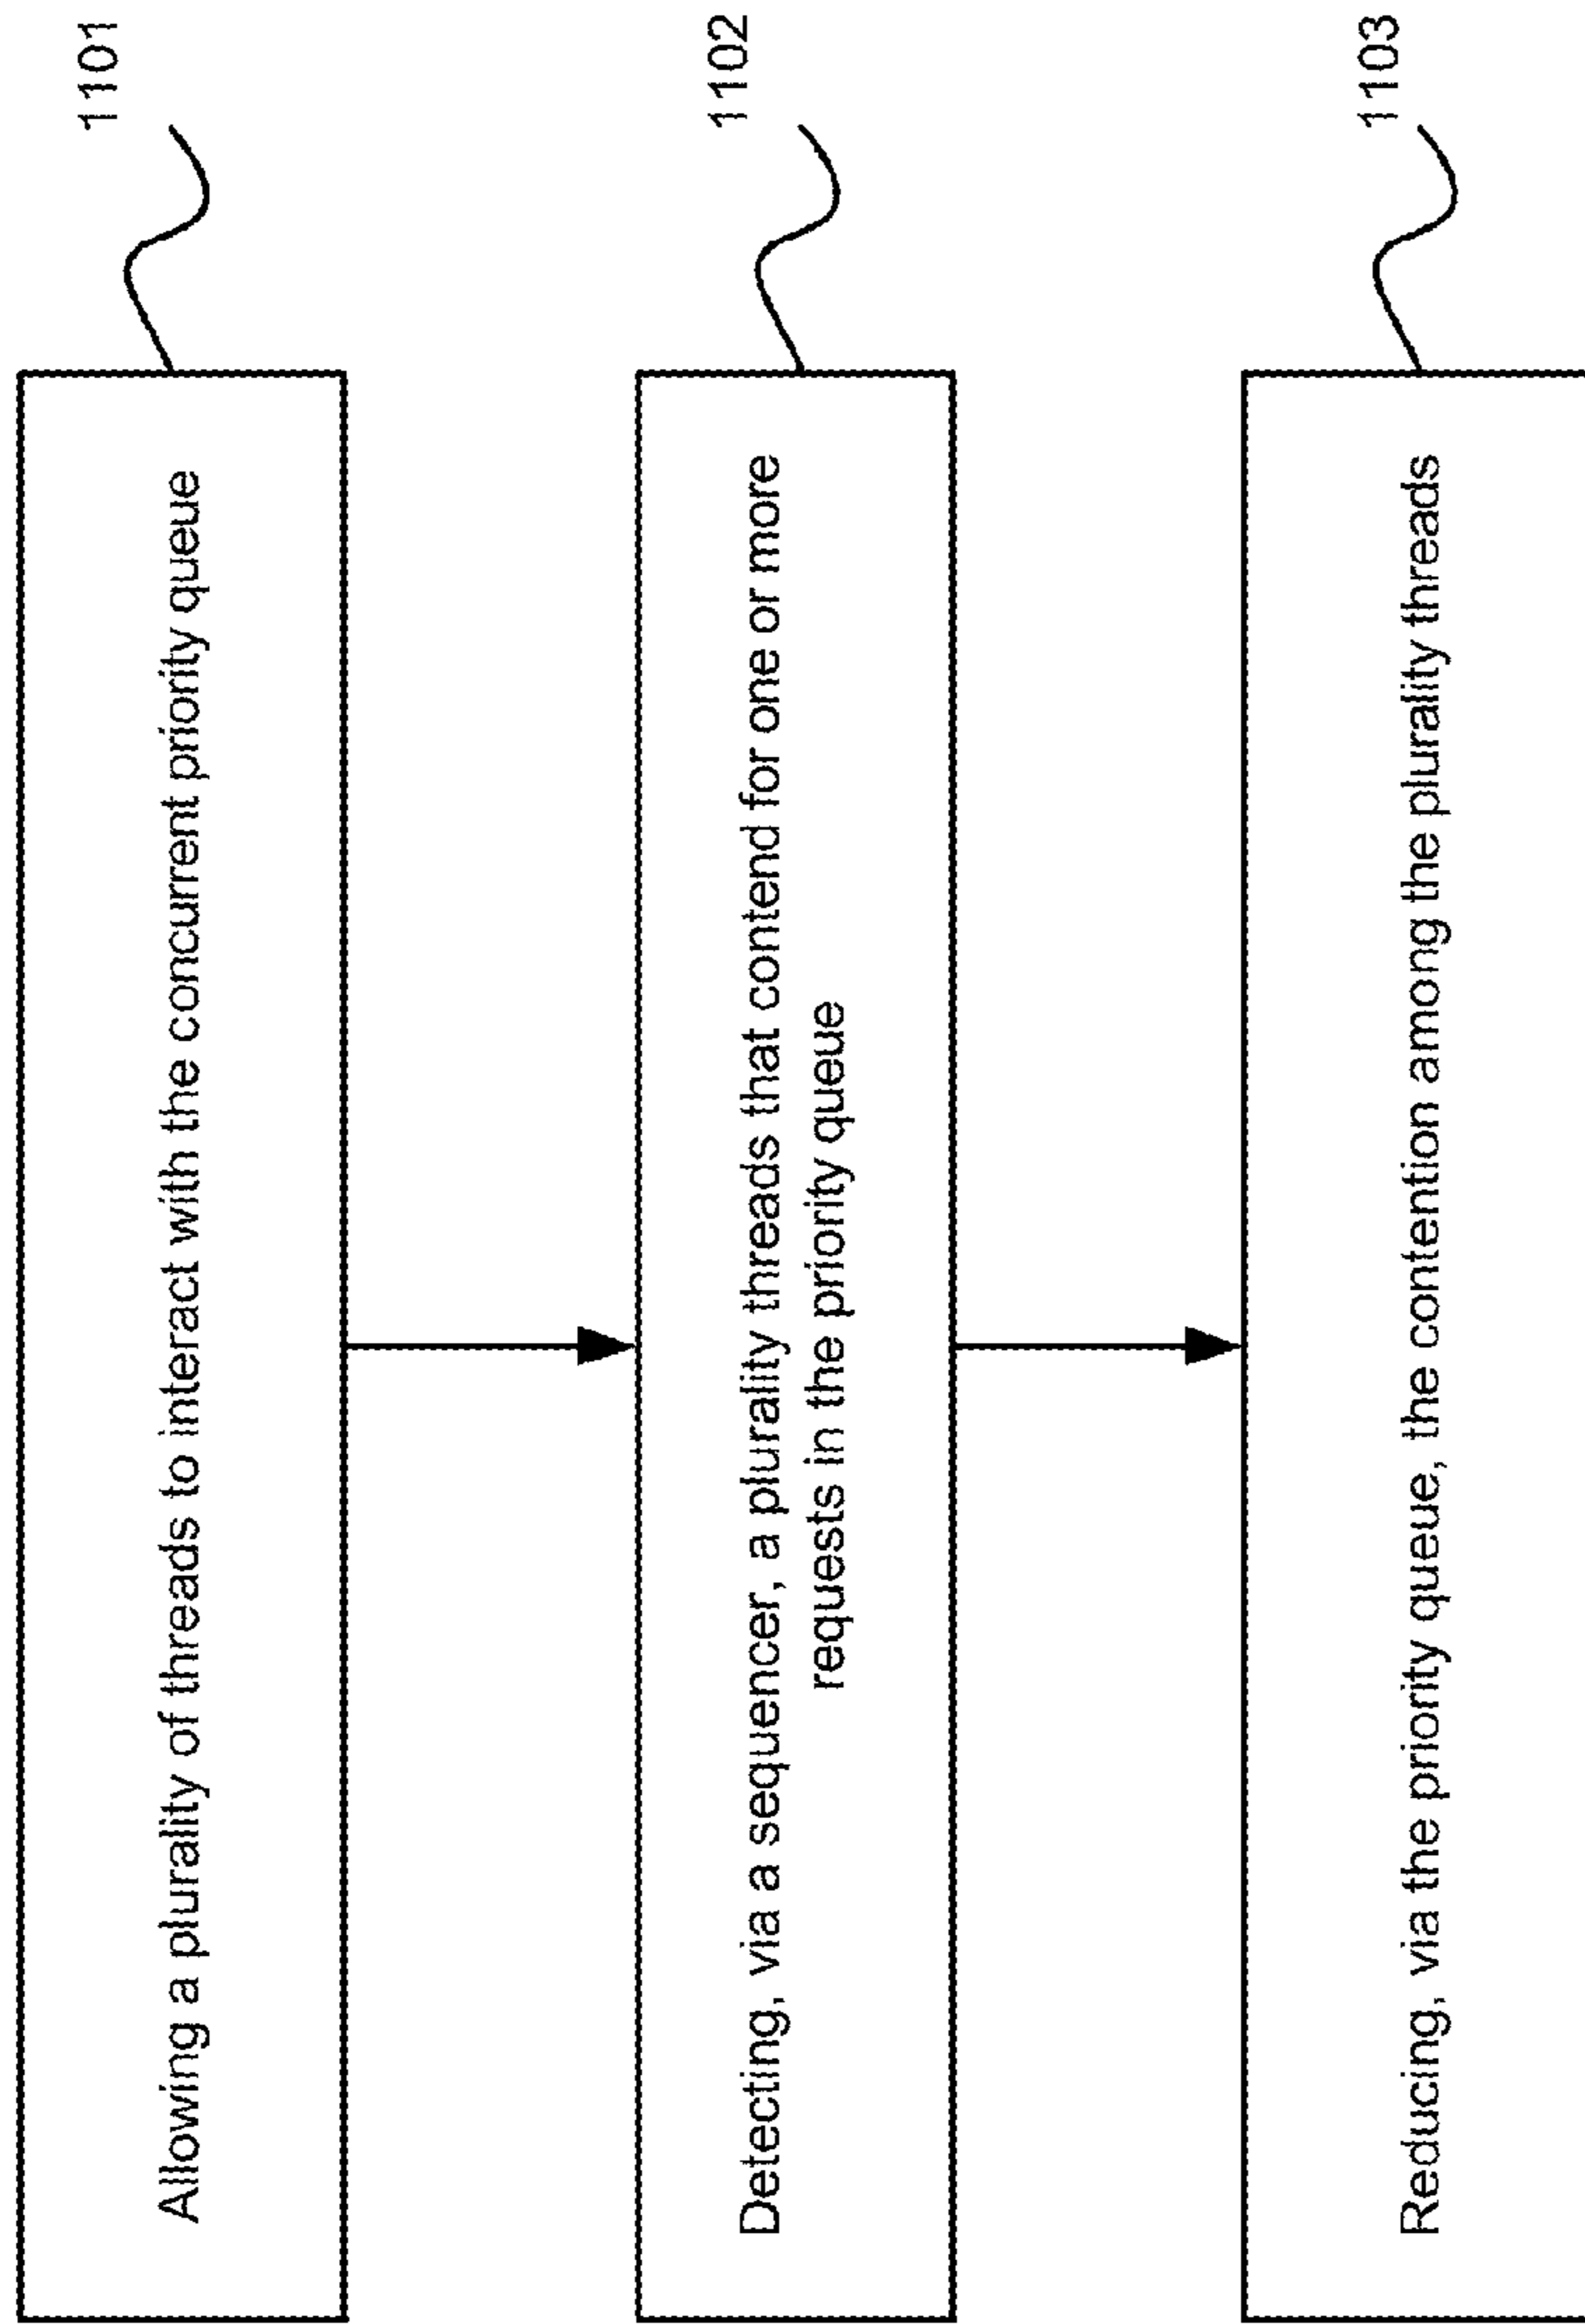 Allowing a plurality of threads to interact with the concurrent priority queue
1101
Detecting, via a sequencer, a plurality threads that contend for one or more
requests in the priority queue
1102
Reducing, via the priority queue, the contention among the plurality threads
1103